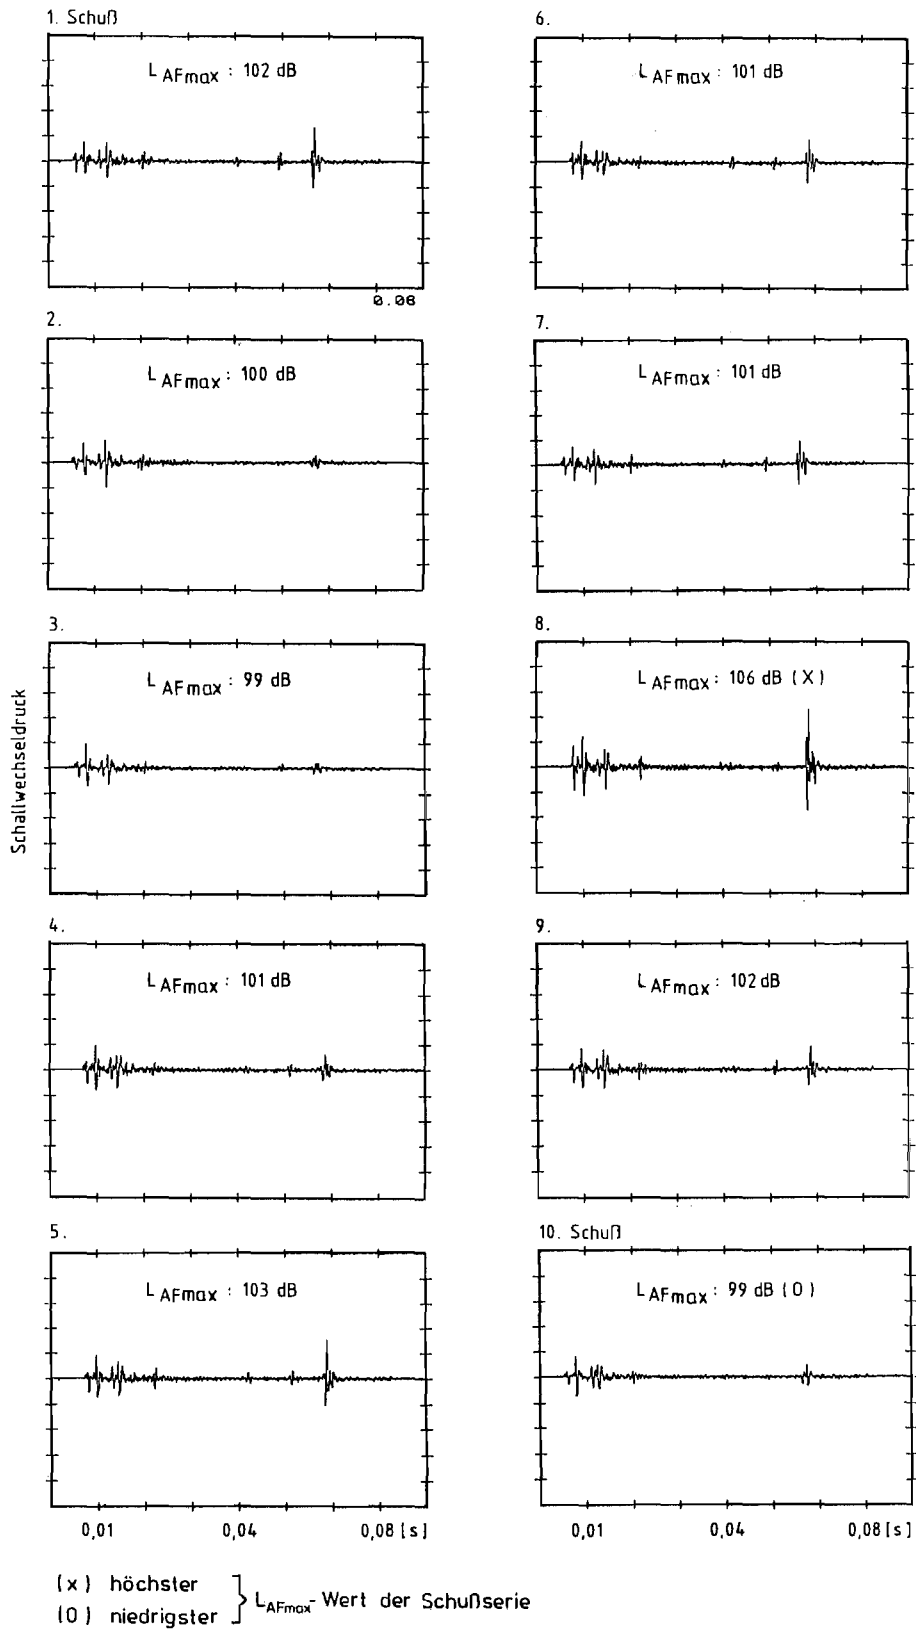 1. Schuß
L AFmax : 102 dB
0.08
2.
L AFmax : 100 dB
3.
L AFmax : 99 dB
4.
L AFmax : 101 dB
5.
L AFmax : 103 dB
0,01 0,04 0,08 [s]
6.
L AFmax : 101 dB
7.
L AFmax : 101 dB
8.
L AFmax : 106 dB (X)
9.
L AFmax : 102 dB
10. Schuß
L AFmax : 99 dB (0)
0,01 0,04 0,08 [s]
Schallwechseldruck
(x) höchster
(0) niedrigster
LAFmax- Wert der Schußserie